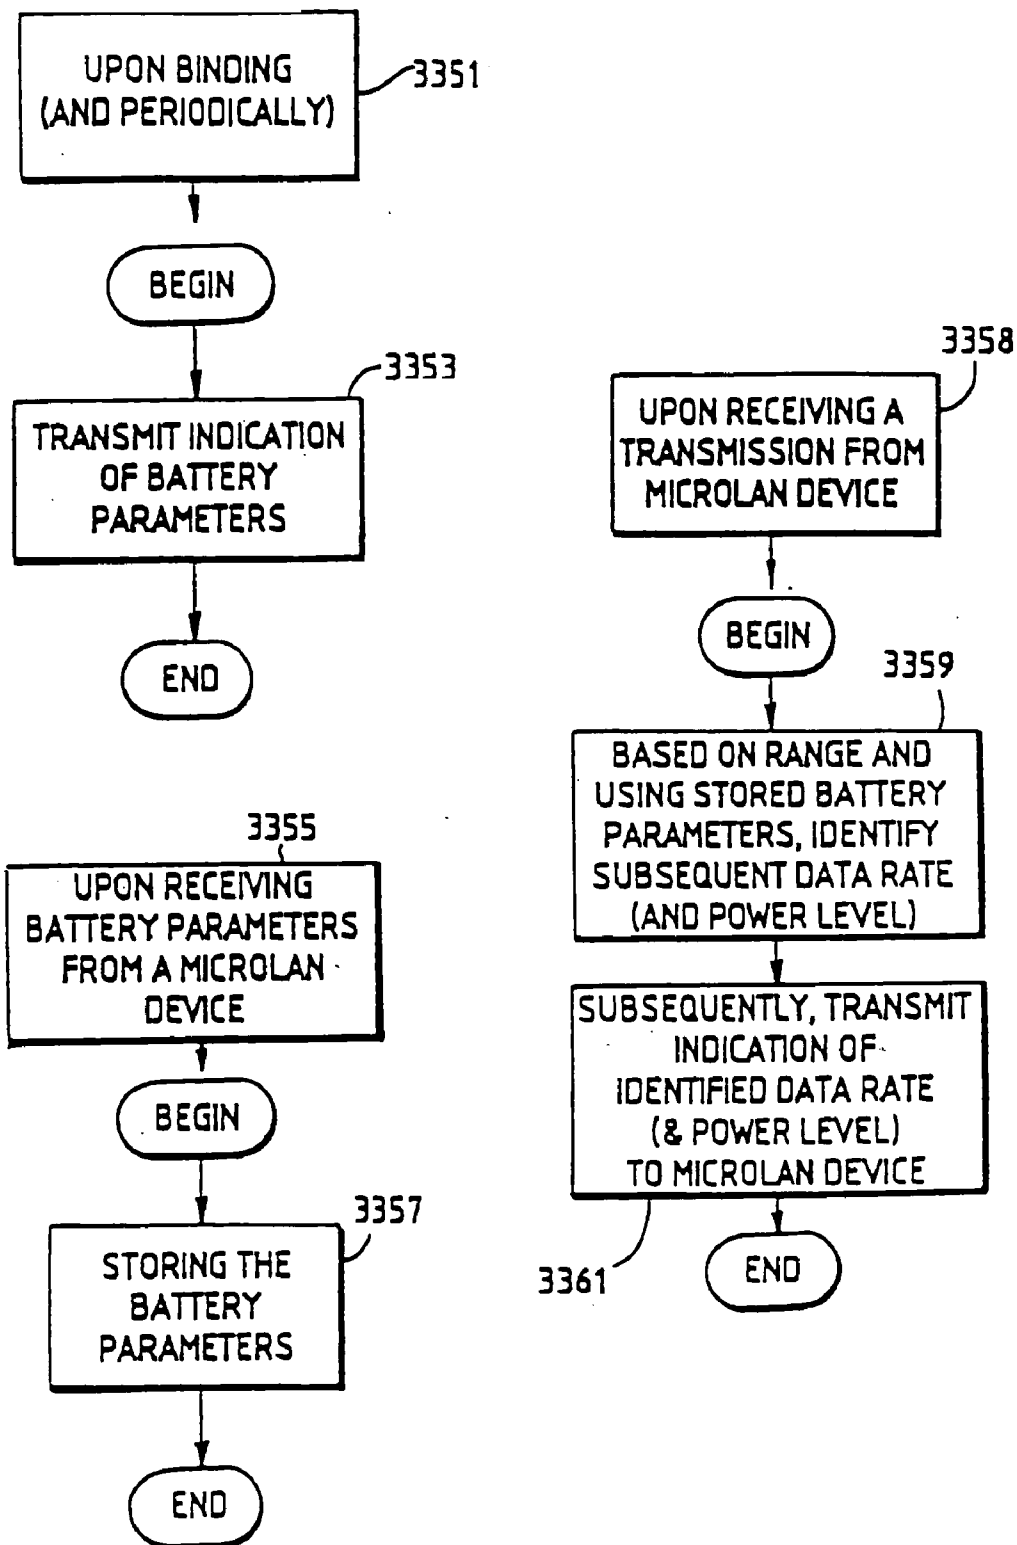 UPON BINDING
(AND PERIODICALLY)
3351
BEGIN
3353
TRANSMIT INDICATION
OF BATTERY
PARAMETERS
END
3355
UPON RECEIVING
BATTERY PARAMETERS
FROM A MICROLAN
DEVICE
BEGIN
3357
STORING THE
BATTERY
PARAMETERS
END
3358
UPON RECEIVING A
TRANSMISSION FROM
MICROLAN DEVICE
BEGIN
3359
BASED ON RANGE AND
USING STORED BATTERY
PARAMETERS, IDENTIFY
SUBSEQUENT DATA RATE
(AND POWER LEVEL)
SUBSEQUENTLY, TRANSMIT
INDICATION OF
IDENTIFIED DATA RATE
(& POWER LEVEL)
TO MICROLAN DEVICE
3361
END